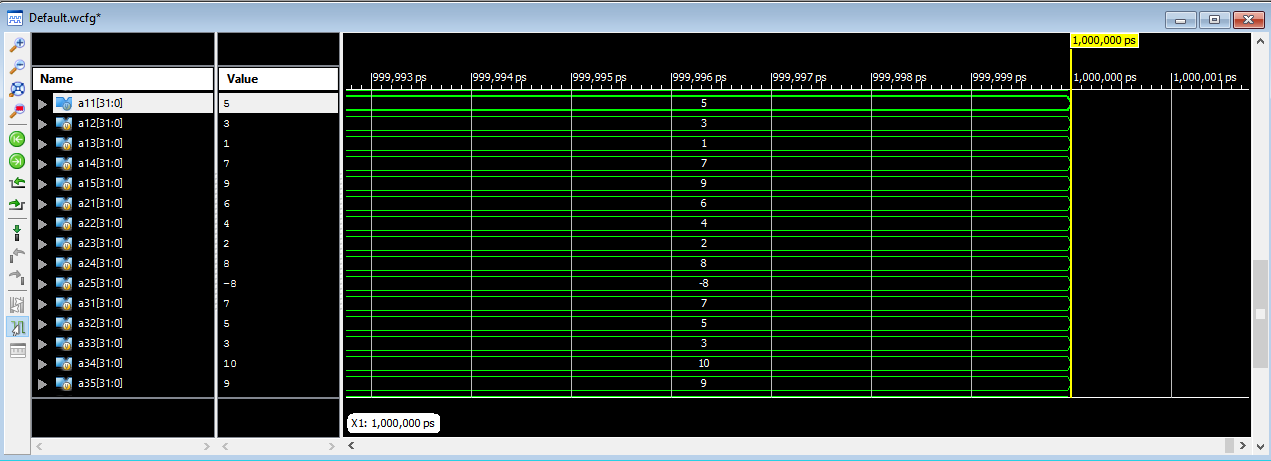 Default.wcfg*
1,000,000 ps
Name Value 999,993 ps 999,994 ps 999,995 ps 999,996 ps 999,997 ps 999,998 ps 999,999 ps 1,000,000 ps 1,000,001 ps
a11[31:0] 5 5
a12[31:0] 3 3
a13[31:0] 1 1
a14[31:0] 7 7
a15[31:0] 9 9
a21[31:0] 6 6
a22[31:0] 4 4
a23[31:0] 2 2
a24[31:0] 8 8
a25[31:0] -8 -8
a31[31:0] 7 7
a32[31:0] 5 5
a33[31:0] 3 3
a34[31:0] 10 10
a35[31:0] 9 9
X1: 1,000,000 ps